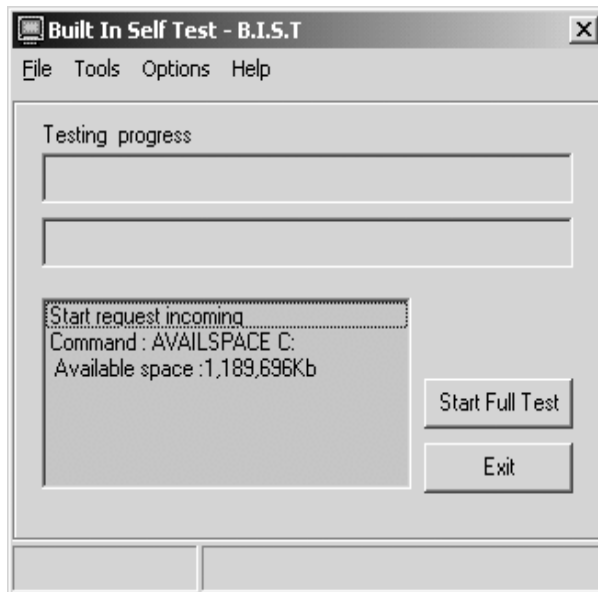 Built In Self Test - B.I.S.T
File Tools Options Help
Testing progress
Start request incoming
Command : AVAILSPACE C:
Available space :1,189,696Kb
Start Full Test
Exit